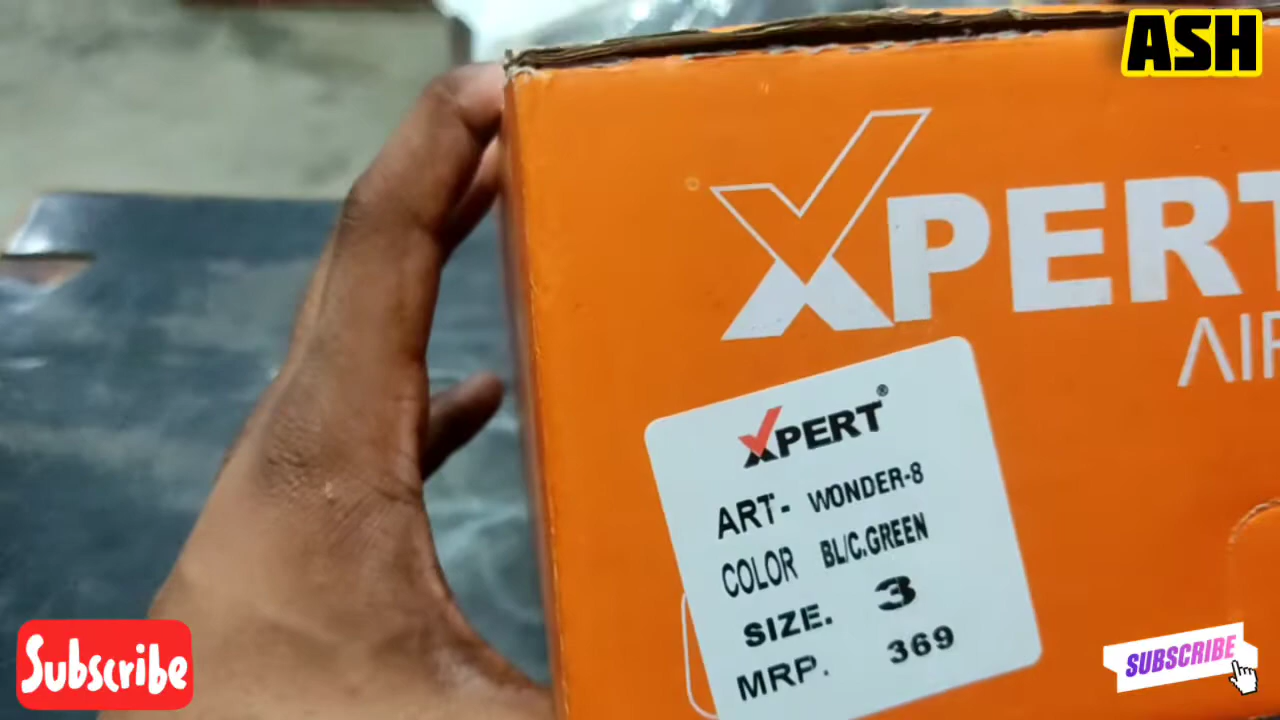 ASH
XPERT
AIR
XPERT®
ART- WONDER-8
COLOR BL/C.GREEN
SIZE. 3
MRP. 369
Subscribe
SUBSCRIBE